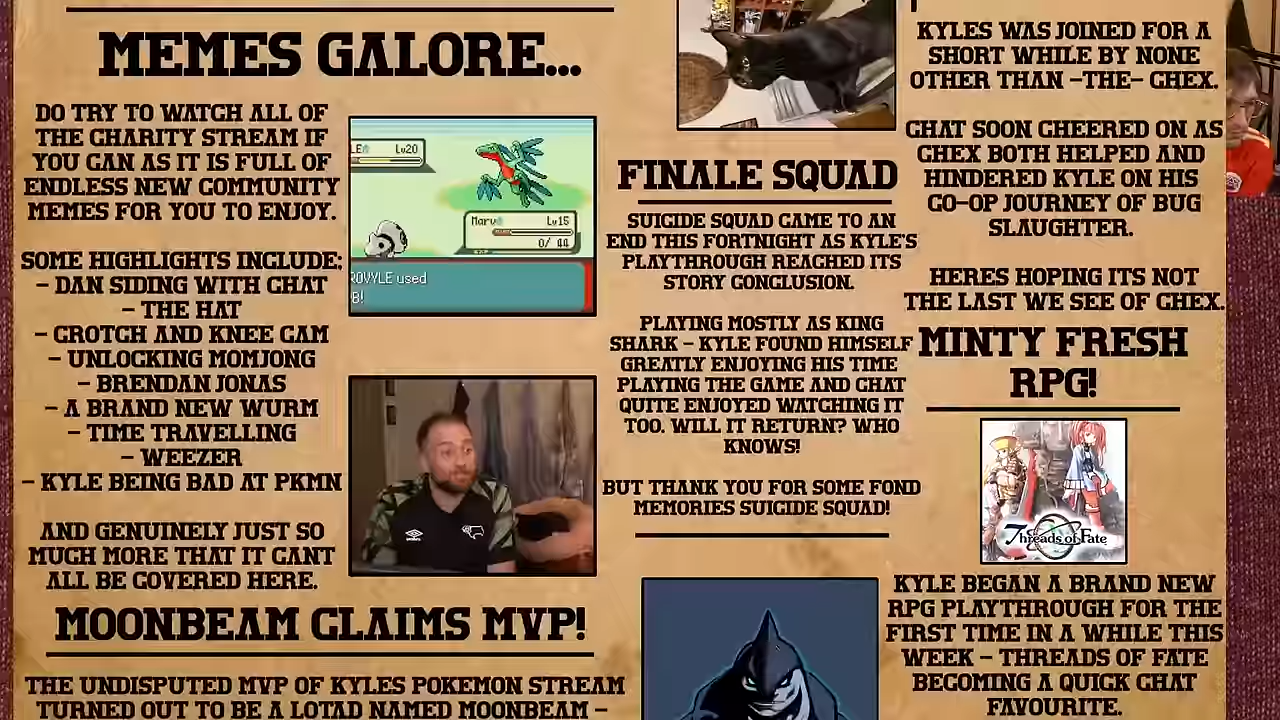 MEMES GALORE...
DO TRY TO WATCH ALL OF
THE CHARITY STREAM IF
YOU CAN AS IT IS FULL OF
ENDLESS NEW COMMUNITY
MEMES FOR YOU TO ENJOY.
SOME HIGHLIGHTS INCLUDE:
- DAN SIDING WITH CHAT
- THE HAT
- CROTCH AND KNEE CAM
- UNLOCKING MOMJONG
- BRENDAN JONAS
- A BRAND NEW WURM
- TIME TRAVELLING
- WEEZER
- KYLE BEING BAD AT PKMN
AND GENUINELY JUST SO
MUCH MORE THAT IT CANT
ALL BE COVERED HERE.
LE
Lv20
Marv
Lv15
0/ 44
ROVYLE used
B!
umbro
MOONBEAM CLAIMS MVP!
THE UNDISPUTED MVP OF KYLES POKEMON STREAM
TURNED OUT TO BE A LOTAD NAMED MOONBEAM -
FINALE SQUAD
SUICIDE SQUAD CAME TO AN
END THIS FORTNIGHT AS KYLE'S
PLAYTHROUGH REACHED ITS
STORY CONCLUSION.
PLAYING MOSTLY AS KING
SHARK - KYLE FOUND HIMSELF
GREATLY ENJOYING HIS TIME
PLAYING THE GAME AND CHAT
QUITE ENJOYED WATCHING IT
TOO. WILL IT RETURN? WHO
KNOWS!
BUT THANK YOU FOR SOME FOND
MEMORIES SUICIDE SQUAD!
KYLES WAS JOINED FOR A
SHORT WHILE BY NONE
OTHER THAN -THE- CHEX.
CHAT SOON CHEERED ON AS
CHEX BOTH HELPED AND
HINDERED KYLE ON HIS
CO-OP JOURNEY OF BUG
SLAUGHTER.
HERES HOPING ITS NOT
THE LAST WE SEE OF CHEX.
MINTY FRESH
RPG!
Threads of Fate
KYLE BEGAN A BRAND NEW
RPG PLAYTHROUGH FOR THE
FIRST TIME IN A WHILE THIS
WEEK - THREADS OF FATE
BECOMING A QUICK CHAT
FAVOURITE.